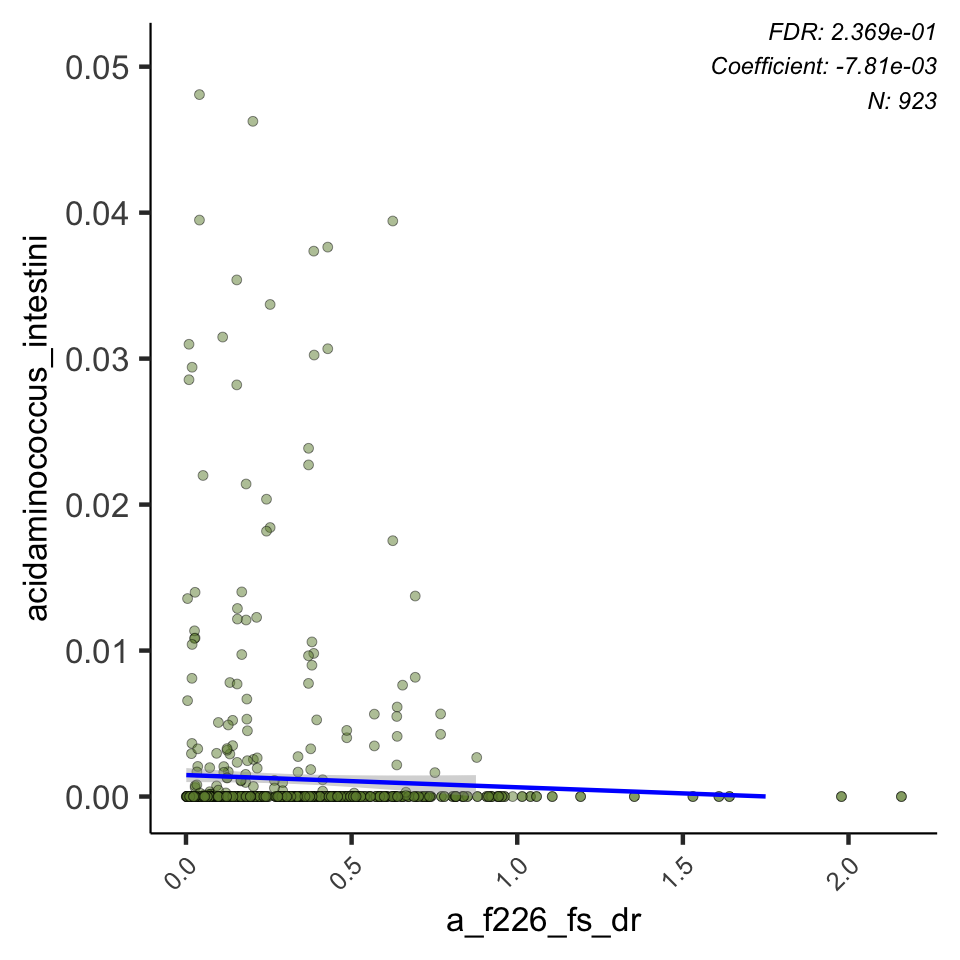 FDR: 2.369e-01
Coefficient: -7.81e-03
N: 923
0.05
0.04
0.03
0.02
0.01
0.00
acidaminococcus_intestini
0.0
0.5
1.0
1.5
2.0
a_f226_fs_dr